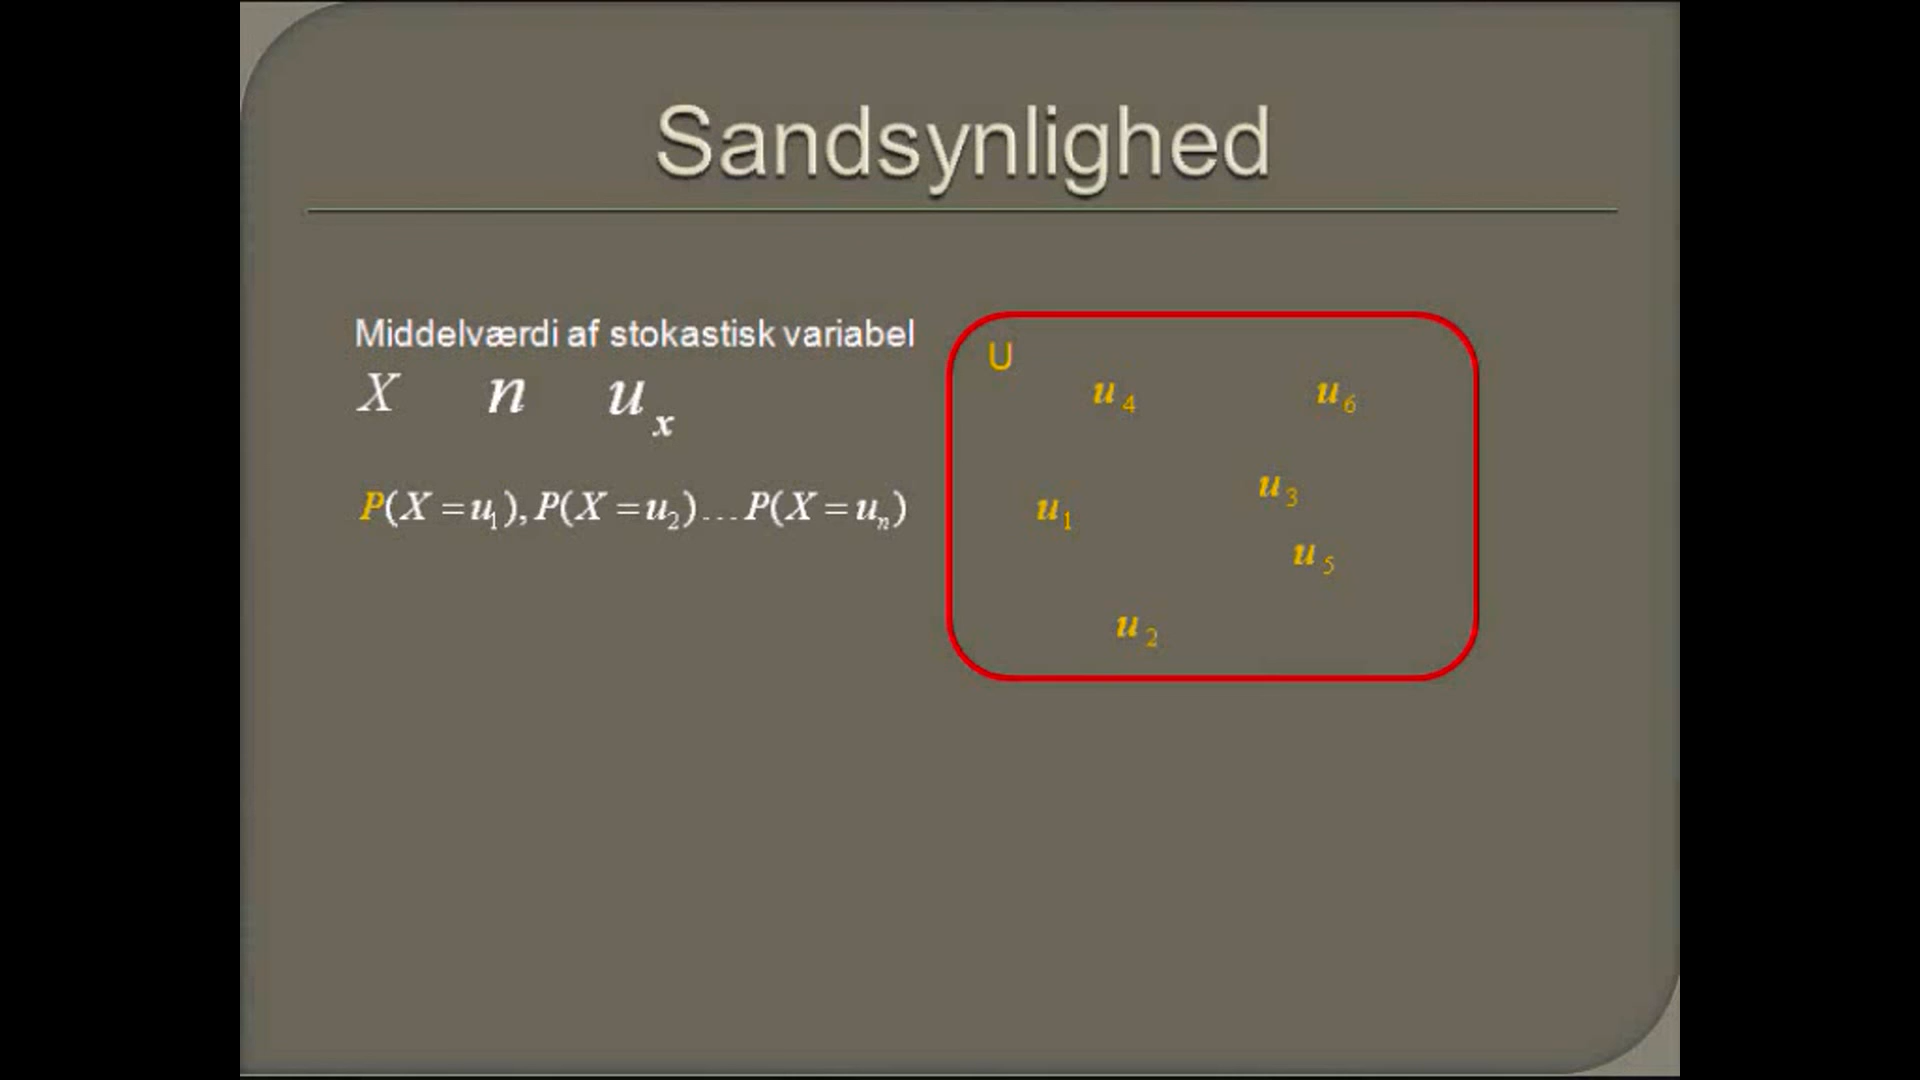 Sandsynlighed
Middelværdi af stokastisk variabel
X n u_x
P(X = u_1), P(X = u_2)...P(X = u_n)
U
u_4 u_6
u_3
u_1
u_5
u_2